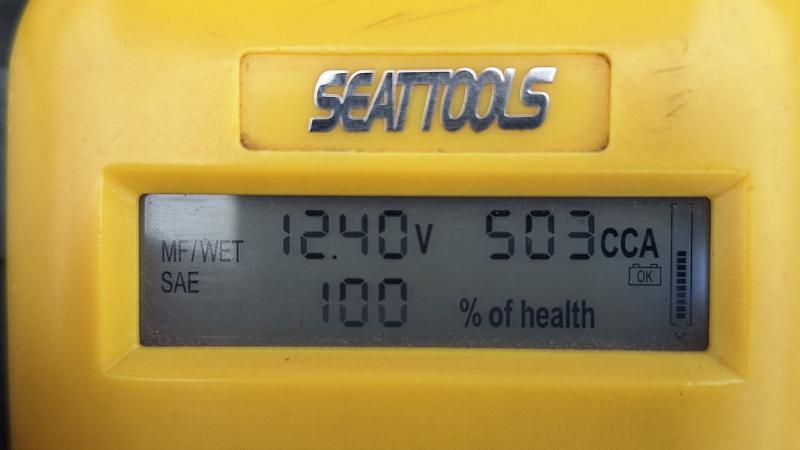 SEATTOOLS
MF/WET 12.40V 503CCA
SAE OK
100 % of health